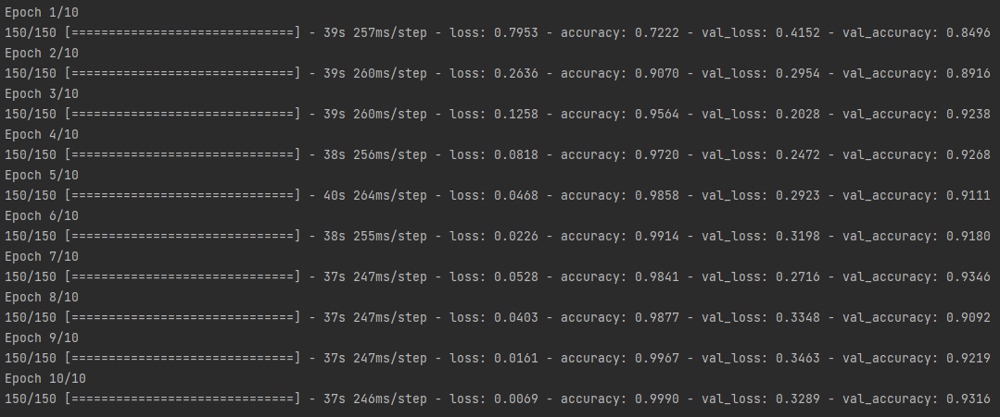 Epoch 1/10
150/150 [==============================] - 39s 257ms/step - loss: 0.7953 - accuracy: 0.7222 - val_loss: 0.4152 - val_accuracy: 0.8496
Epoch 2/10
150/150 [==============================] - 39s 260ms/step - loss: 0.2636 - accuracy: 0.9070 - val_loss: 0.2954 - val_accuracy: 0.8916
Epoch 3/10
150/150 [==============================] - 39s 260ms/step - loss: 0.1258 - accuracy: 0.9564 - val_loss: 0.2028 - val_accuracy: 0.9238
Epoch 4/10
150/150 [==============================] - 38s 256ms/step - loss: 0.0818 - accuracy: 0.9720 - val_loss: 0.2472 - val_accuracy: 0.9268
Epoch 5/10
150/150 [==============================] - 40s 264ms/step - loss: 0.0468 - accuracy: 0.9858 - val_loss: 0.2923 - val_accuracy: 0.9111
Epoch 6/10
150/150 [==============================] - 38s 255ms/step - loss: 0.0226 - accuracy: 0.9914 - val_loss: 0.3198 - val_accuracy: 0.9180
Epoch 7/10
150/150 [==============================] - 37s 247ms/step - loss: 0.0528 - accuracy: 0.9841 - val_loss: 0.2716 - val_accuracy: 0.9346
Epoch 8/10
150/150 [==============================] - 37s 247ms/step - loss: 0.0403 - accuracy: 0.9877 - val_loss: 0.3348 - val_accuracy: 0.9092
Epoch 9/10
150/150 [==============================] - 37s 247ms/step - loss: 0.0161 - accuracy: 0.9967 - val_loss: 0.3463 - val_accuracy: 0.9219
Epoch 10/10
150/150 [==============================] - 37s 246ms/step - loss: 0.0069 - accuracy: 0.9990 - val_loss: 0.3289 - val_accuracy: 0.9316